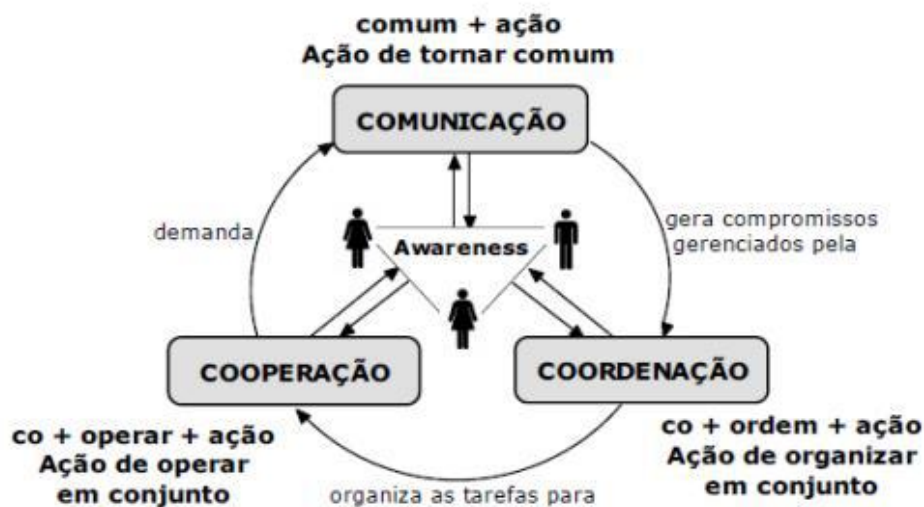 comum + ação
Ação de tornar comum
COMUNICAÇÃO
demanda
gera compromissos
gerenciados pela
Awareness
COOPERAÇÃO
COORDENAÇÃO
co + operar + ação
Ação de operar
em conjunto
co + ordem + ação
Ação de organizar
em conjunto
organiza as tarefas para